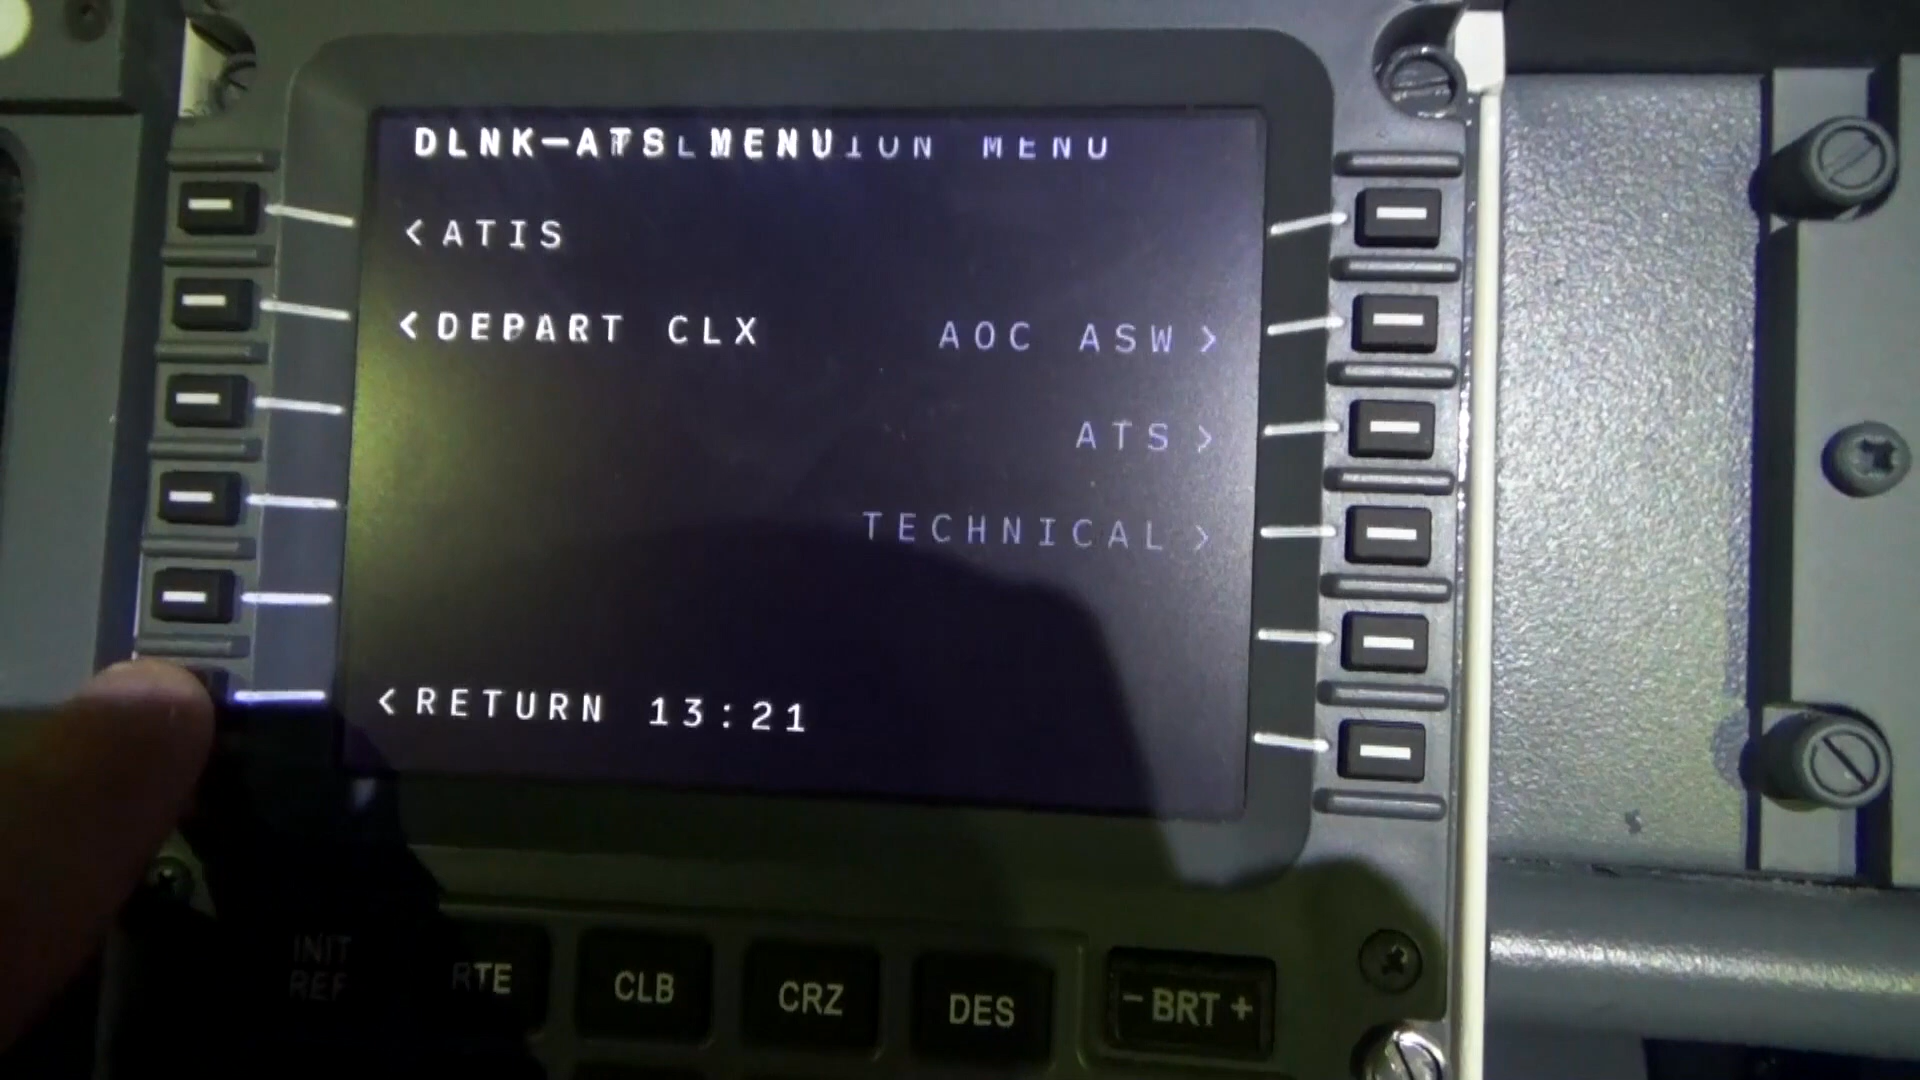 DLNK-ATS MENU
MENU
<ATIS
<DEPART CLX
AOC ASW>
ATS>
TECHNICAL>
<RETURN 13:21
INIT REF
RTE
CLB
CRZ
DES
- BRT +